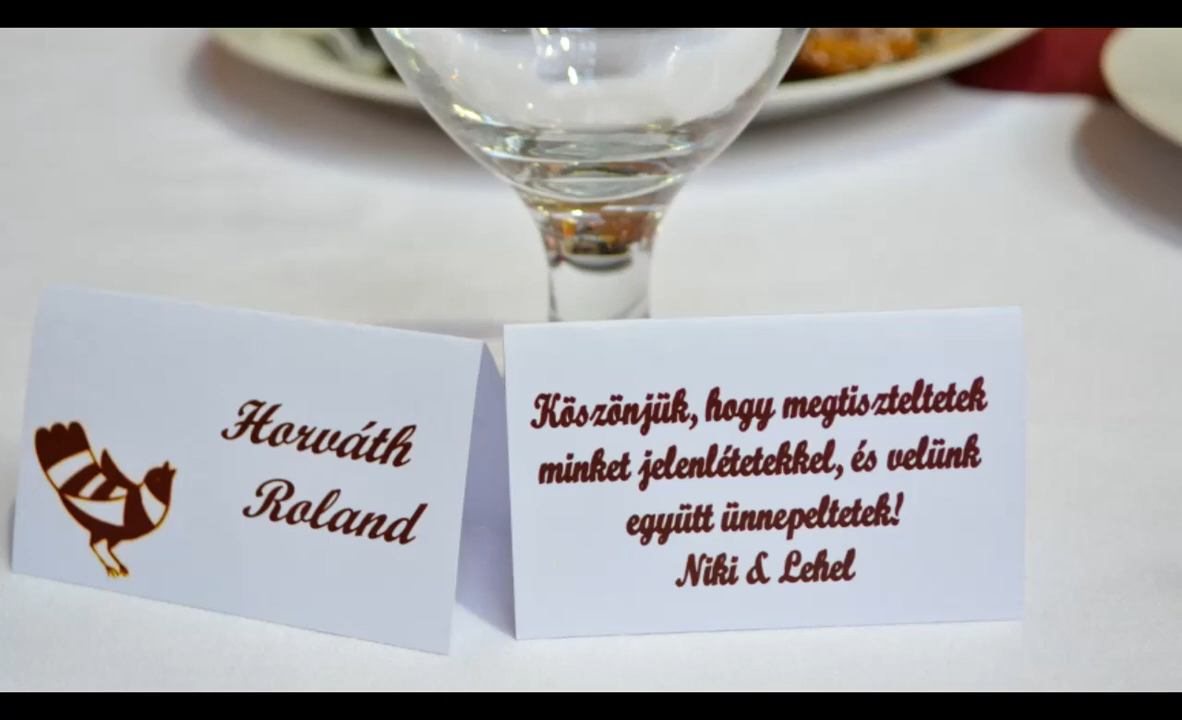 Horváth
Roland
Köszönjük, hogy megtiszteltetek
minket jelenlétetekkel, és velünk
együtt ünnepeltetek!
Niki & Lehel